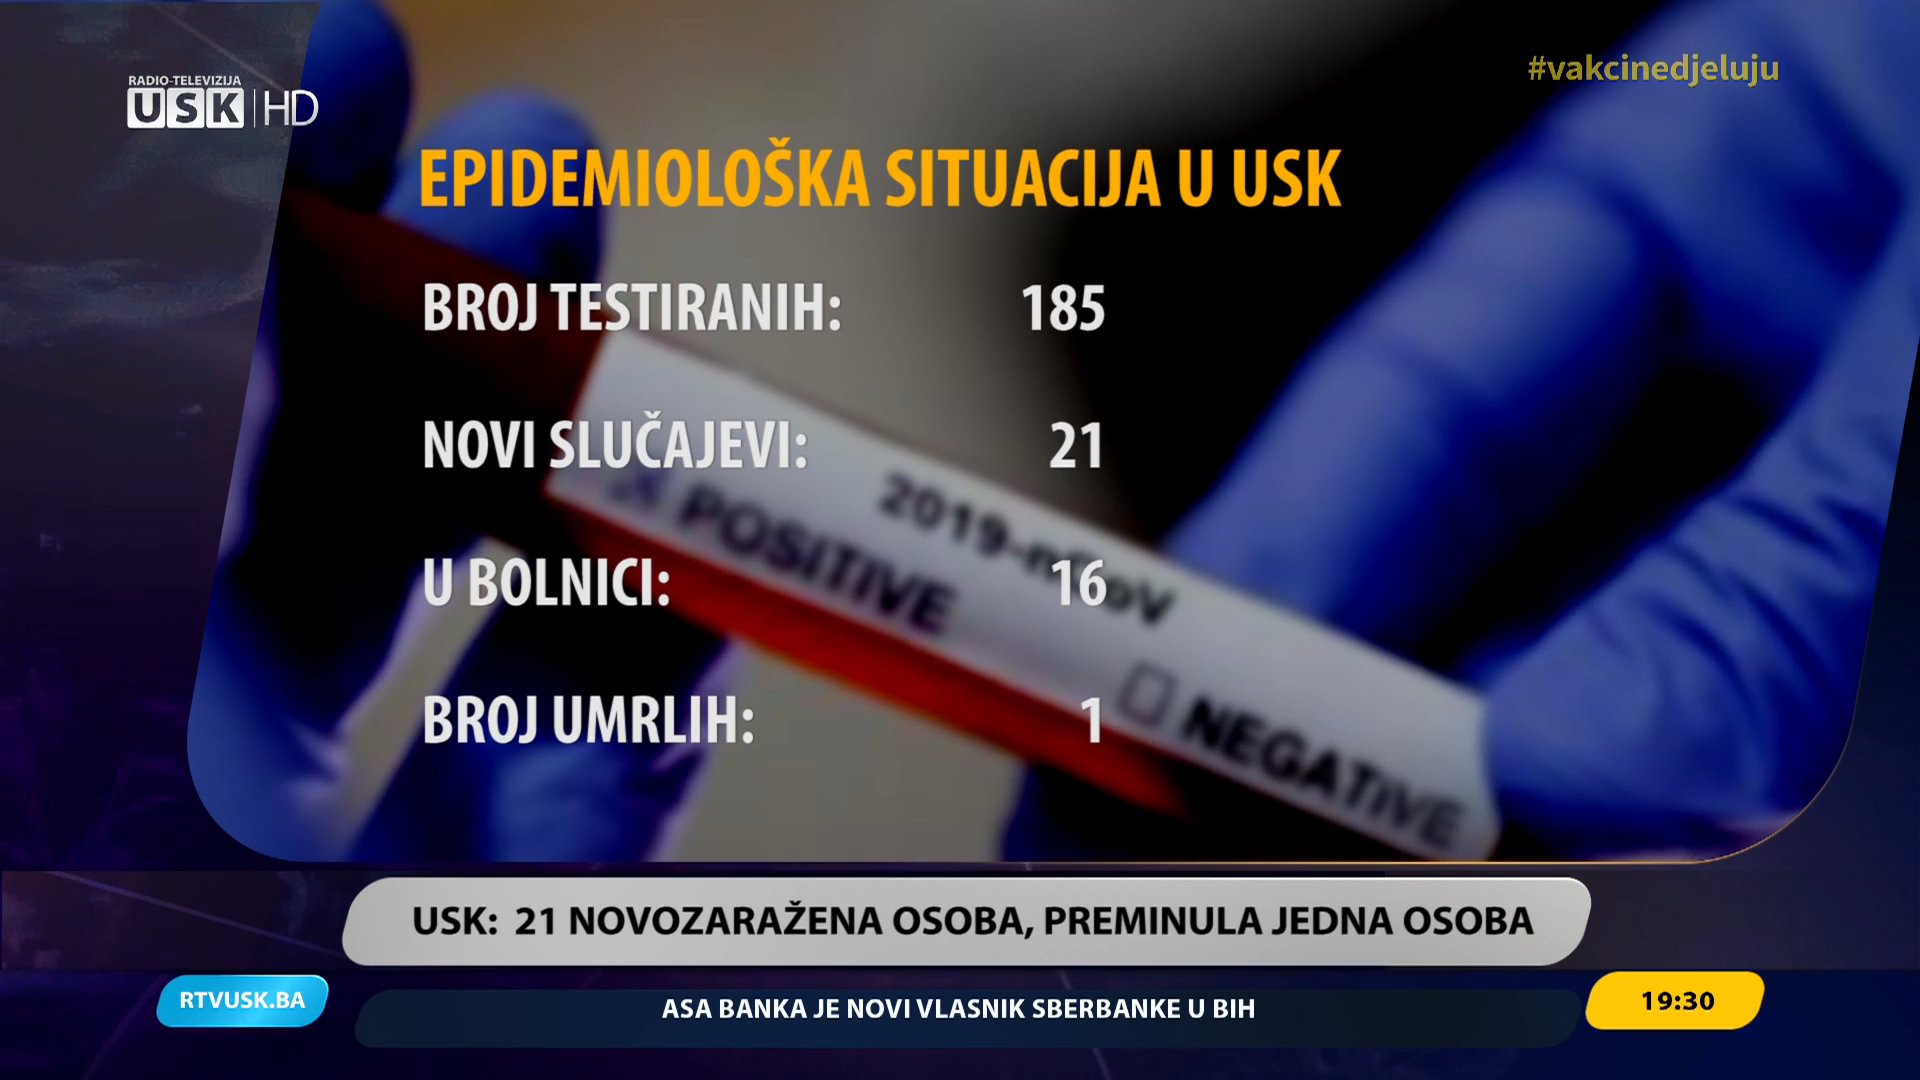 RADIO-TELEVIZIJA
USK HD
#vakcinedjeluju
EPIDEMIOLOŠKA SITUACIJA U USK
BROJ TESTIRANIH: 185
NOVI SLUČAJEVI: 21
2019-nCoV
POSITIVE
U BOLNICI: 16
NEGATIVE
BROJ UMRLIH: 1
USK: 21 NOVOZARAŽENA OSOBA, PREMINULA JEDNA OSOBA
RTVUSK.BA
ASA BANKA JE NOVI VLASNIK SBERBANKE U BIH
19:30